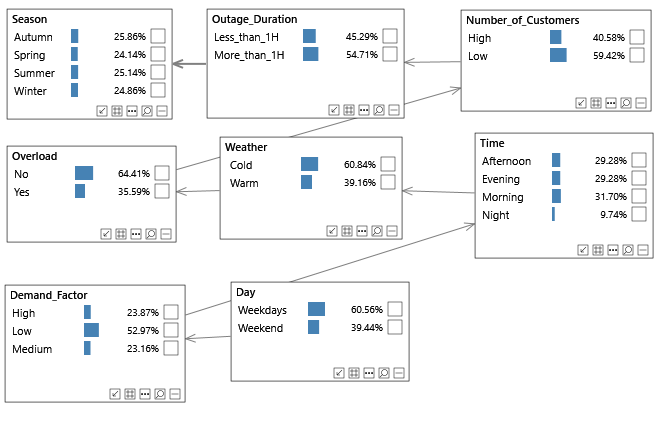 Season
Autumn 25.86%
Spring 24.14%
Summer 25.14%
Winter 24.86%
Outage_Duration
Less_than_1H 45.29%
More_than_1H 54.71%
Number_of_Customers
High 40.58%
Low 59.42%
Overload
No 64.41%
Yes 35.59%
Weather
Cold 60.84%
Warm 39.16%
Time
Afternoon 29.28%
Evening 29.28%
Morning 31.70%
Night 9.74%
Demand_Factor
High 23.87%
Low 52.97%
Medium 23.16%
Day
Weekdays 60.56%
Weekend 39.44%